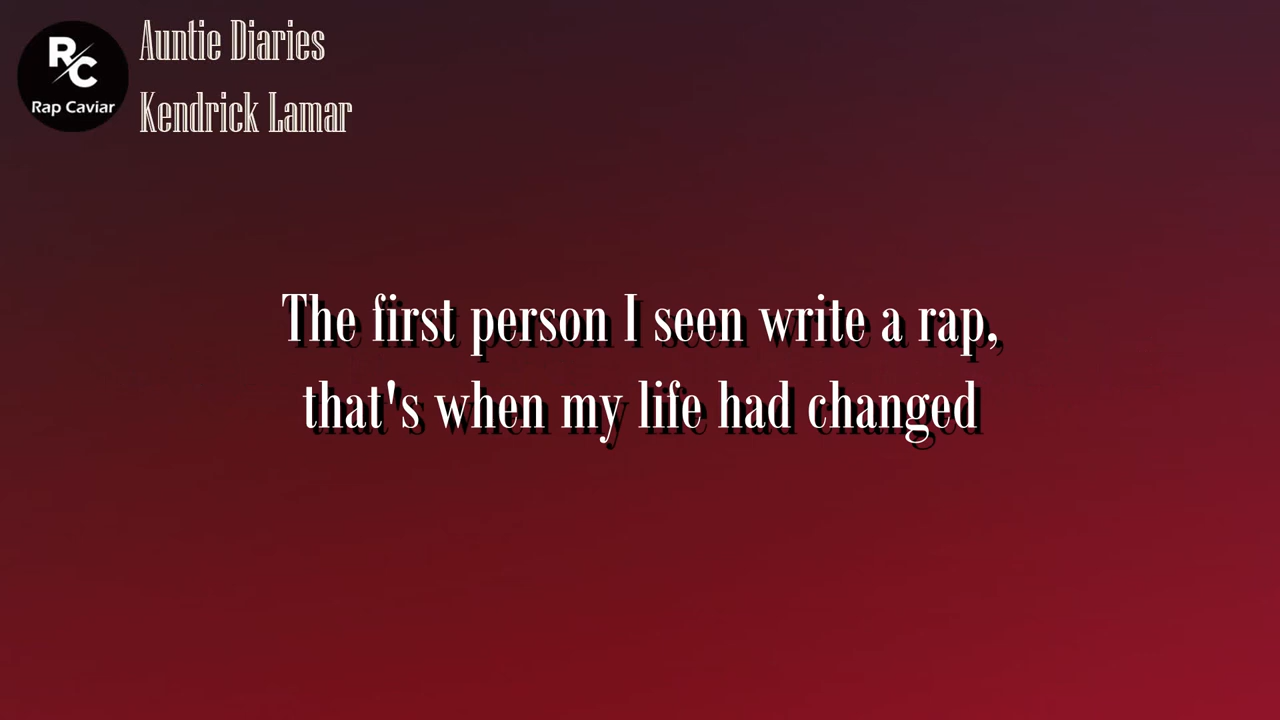 R/C
Rap Caviar
Auntie Diaries
Kendrick Lamar
The first person I seen write a rap,
that's when my life had changed